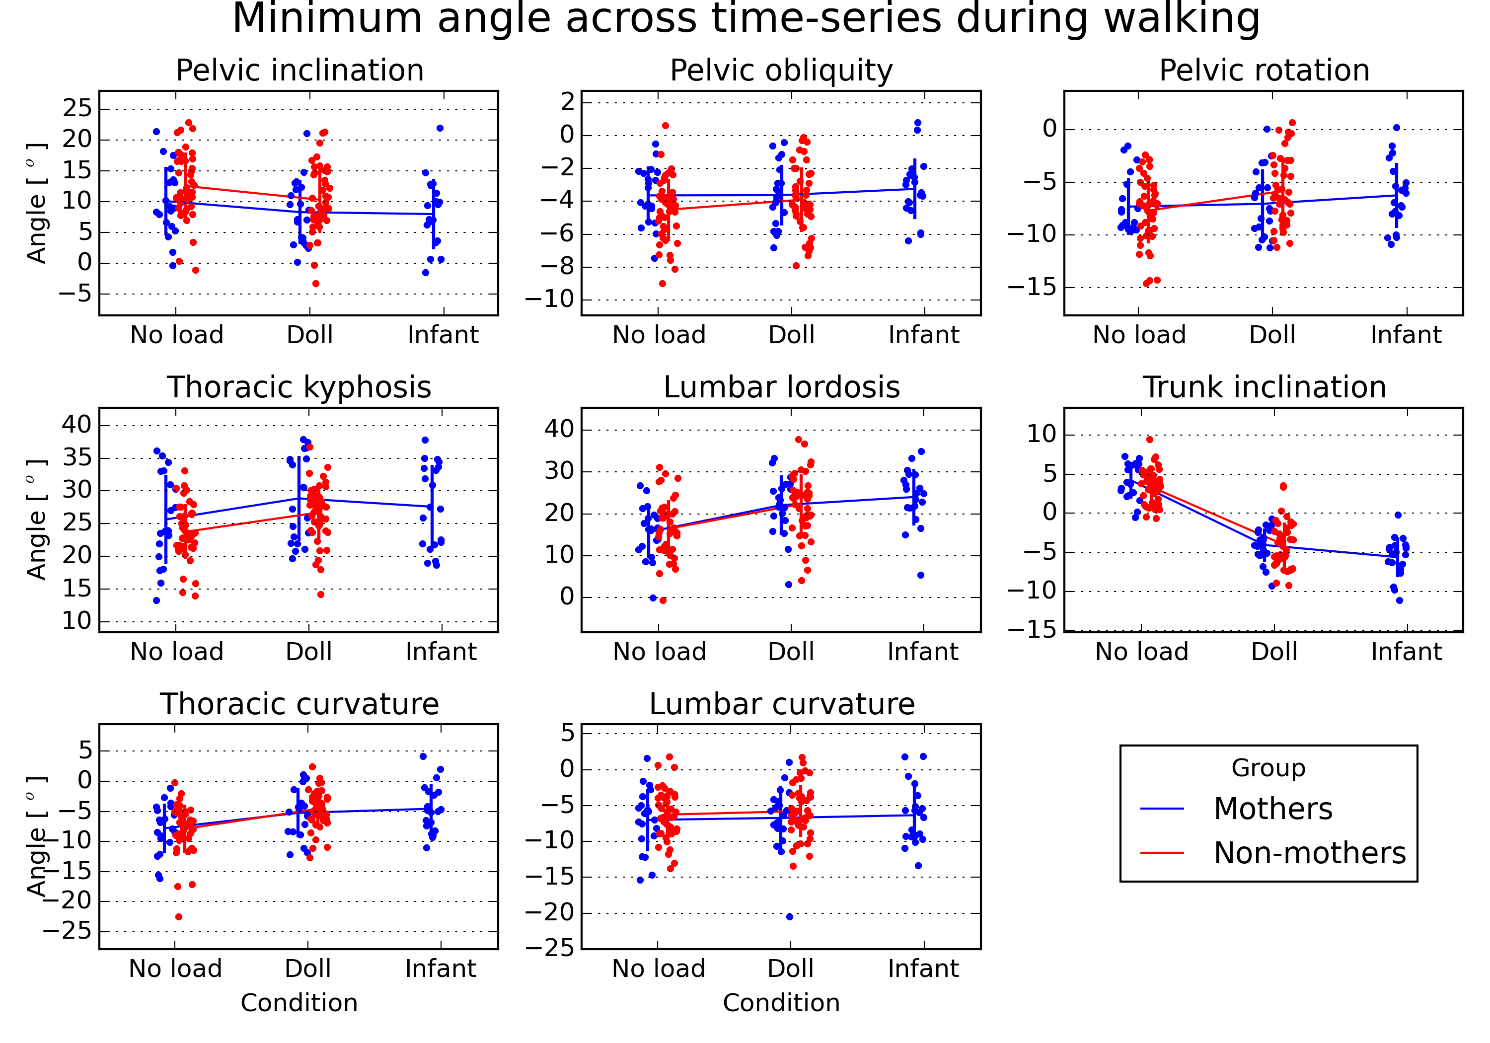 Minimum angle across time-series during walking
Pelvic inclination
Pelvic obliquity
Pelvic rotation
Angle [ o ]
25
20
15
10
5
0
−5
2
0
−2
−4
−6
−8
−10
0
−5
−10
−15
No load Doll Infant
No load Doll Infant
No load Doll Infant
Thoracic kyphosis
Lumbar lordosis
Trunk inclination
Angle [ o ]
40
35
30
25
20
15
10
40
30
20
10
0
10
5
0
−5
−10
−15
No load Doll Infant
No load Doll Infant
No load Doll Infant
Thoracic curvature
Lumbar curvature
Angle [ o ]
5
0
−5
−10
−15
−20
−25
5
0
−5
−10
−15
−20
−25
No load Doll Infant
No load Doll Infant
Condition
Condition
Group
Mothers
Non-mothers